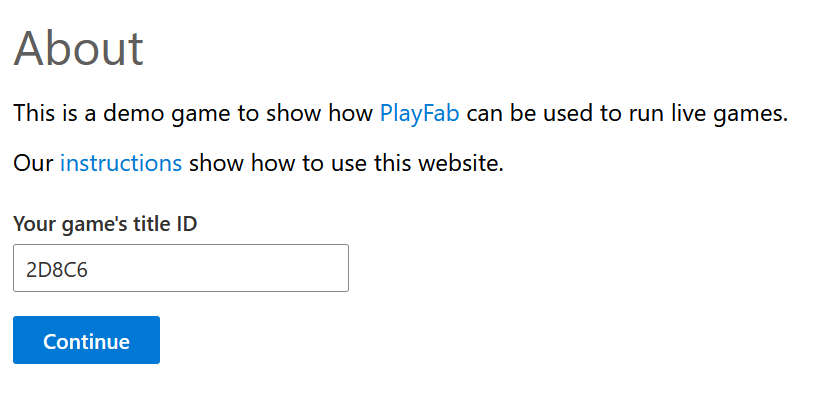 About
This is a demo game to show how PlayFab can be used to run live games.
Our instructions show how to use this website.
Your game's title ID
2D8C6
Continue